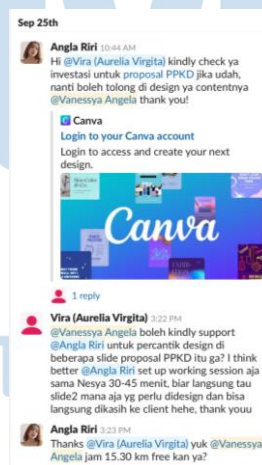 Sep 25th
Angla Riri 10:44 AM
Hi @Vira (Aurelia Virgita) kindly check ya
investasi untuk proposal PPKD jika udah,
nanti boleh tolong di design ya contentnya
@Vanessya Angela thank you!
Canva
Login to your Canva account
Login to access and create your next
design.
Canva
1 reply
Vira (Aurelia Virgita) 3:22 PM
@Vanessya Angela boleh kindly support
@Angla Riri untuk percantik design di
beberapa slide proposal PPKD itu ga? I think
better @Angla Riri set up working session aja
sama Nesya 30-45 menit, biar langsung tau
slide2 mana aja yg perlu didesign dan bisa
langsung dikasih ke client hehe, thank youu
Angla Riri 3:23 PM
Thanks @Vira (Aurelia Virgita) yuk @Vanessya
Angela jam 15.30 km free kan ya?